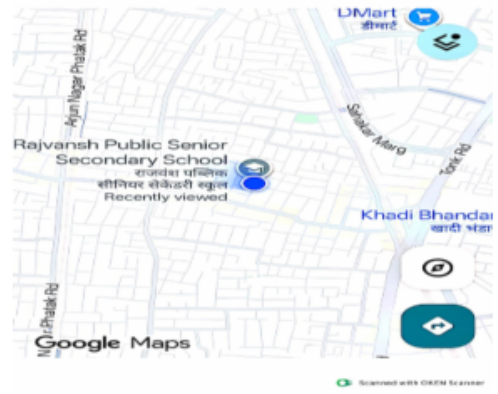 DMart
डीमार्ट
Arjun Nagar Phatak Rd
Sahakar Marg
Tonk Rd
Rajvansh Public Senior
Secondary School
राजवंश पब्लिक
सीनियर सेकेंडरी स्कूल
Recently viewed
Khadi Bhandar
खादी भंडा
r Phatak Rd
Google Maps
Scanned with OKEN Scanner